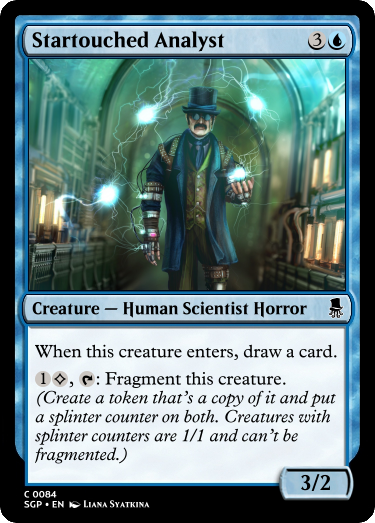 Startouched Analyst 3
Creature — Human Scientist Horror
When this creature enters, draw a card.
1, : Fragment this creature.
(Create a token that's a copy of it and put
a splinter counter on both. Creatures with
splinter counters are 1/1 and can't be
fragmented.)
3/2
C 0084
SGP • EN Liana Syatkina